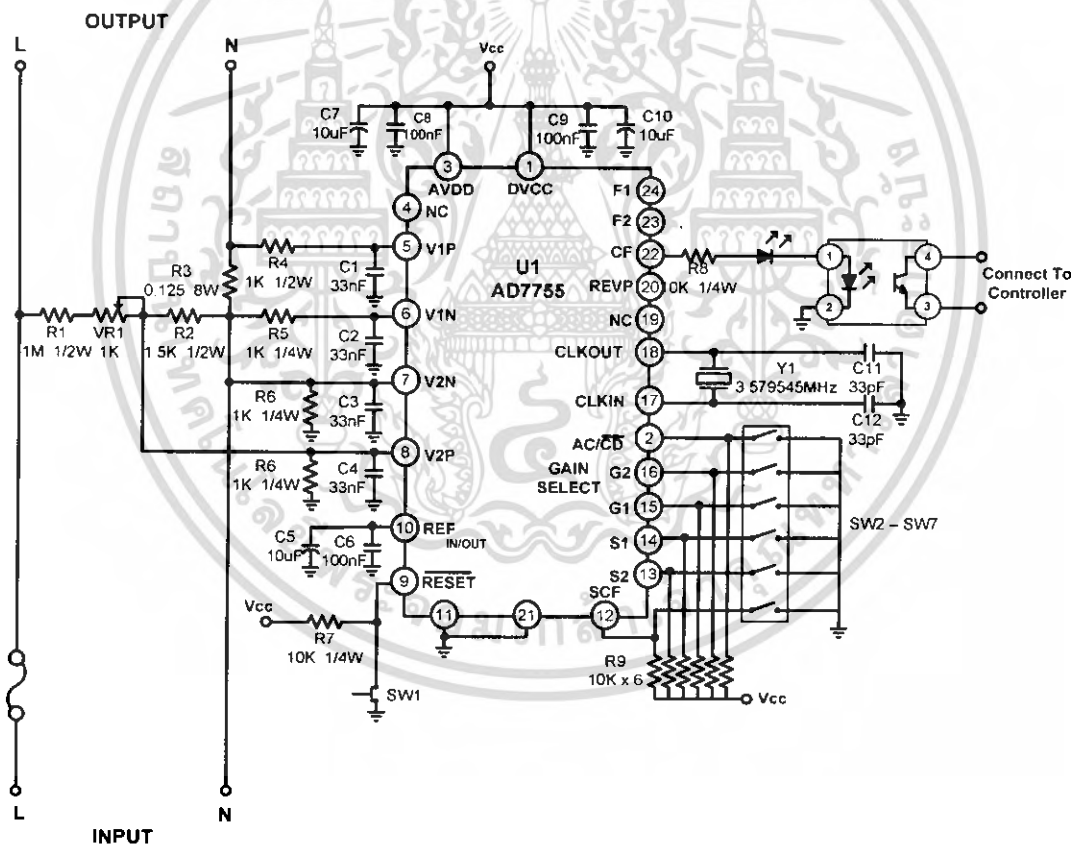 OUTPUT
L
N
Vcc
C7
10uF
C8
100nF
C9
100nF
C10
10uF
3
AVDD
1
DVCC
4
NC
5
V1P
6
V1N
7
V2N
8
V2P
10
REF
IN/OUT
9
RESET
11
21
12
SCF
U1
AD7755
F1
24
F2
23
CF
22
REVP
20
NC
19
CLKOUT
18
CLKIN
17
AC/CD
2
GAIN
SELECT
G2
16
G1
15
S1
14
S2
13
R3
0.125 8W
R4
1K 1/2W
C1
33nF
R1
1M 1/2W
VR1
1K
R2
1 5K 1/2W
R5
1K 1/4W
C2
33nF
R6
1K 1/4W
C3
33nF
R6
1K 1/4W
C4
33nF
C5
10uF
C6
100nF
Vcc
R7
10K 1/4W
SW1
R8
0K 1/4W
1
2
4
3
Connect To
Controller
Y1
3 579545MHz
C11
33pF
C12
33pF
SW2 – SW7
R9
10K x 6
Vcc
L
N
INPUT